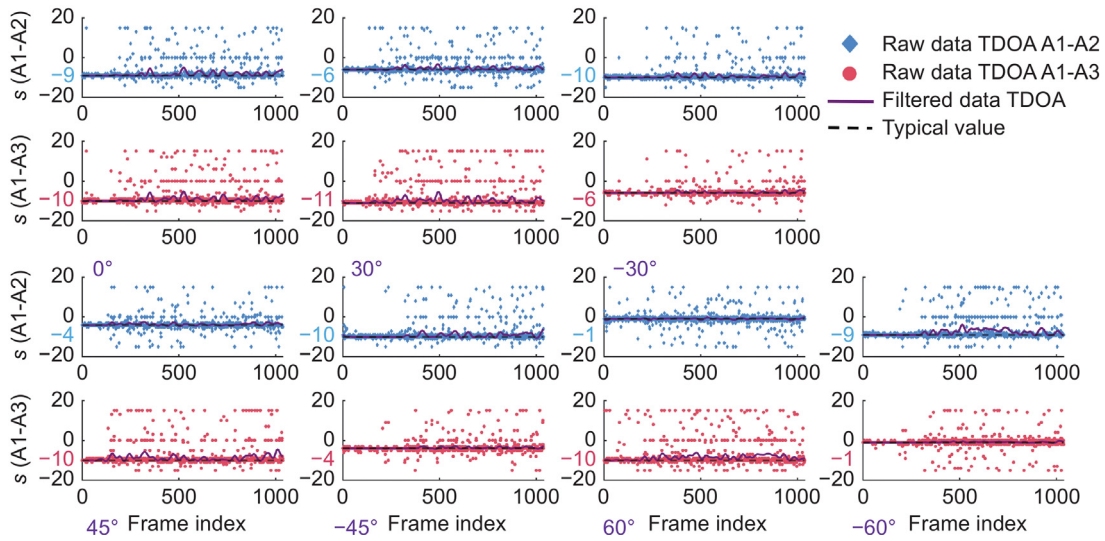 20 20 20
s (A1-A2) 0 0 0
−9 −6 −10
−20 −20 −20
0 500 1000 0 500 1000 0 500 1000
Raw data TDOA A1-A2
Raw data TDOA A1-A3
Filtered data TDOA
Typical value
20 20 20
s (A1-A3) 0 0 0
−10 −11 −6
−20 −20 −20
0 500 1000 0 500 1000 0 500 1000
0° 30° −30°
20 20 20 20
s (A1-A2) 0 0 0 0
−4 −10 −1 −9
−20 −20 −20 −20
0 500 1000 0 500 1000 0 500 1000 0 500 1000
20 20 20 20
s (A1-A3) 0 0 0 0
−10 −4 −10 −1
−20 −20 −20 −20
0 500 1000 0 500 1000 0 500 1000 0 500 1000
45° Frame index −45° Frame index 60° Frame index −60° Frame index